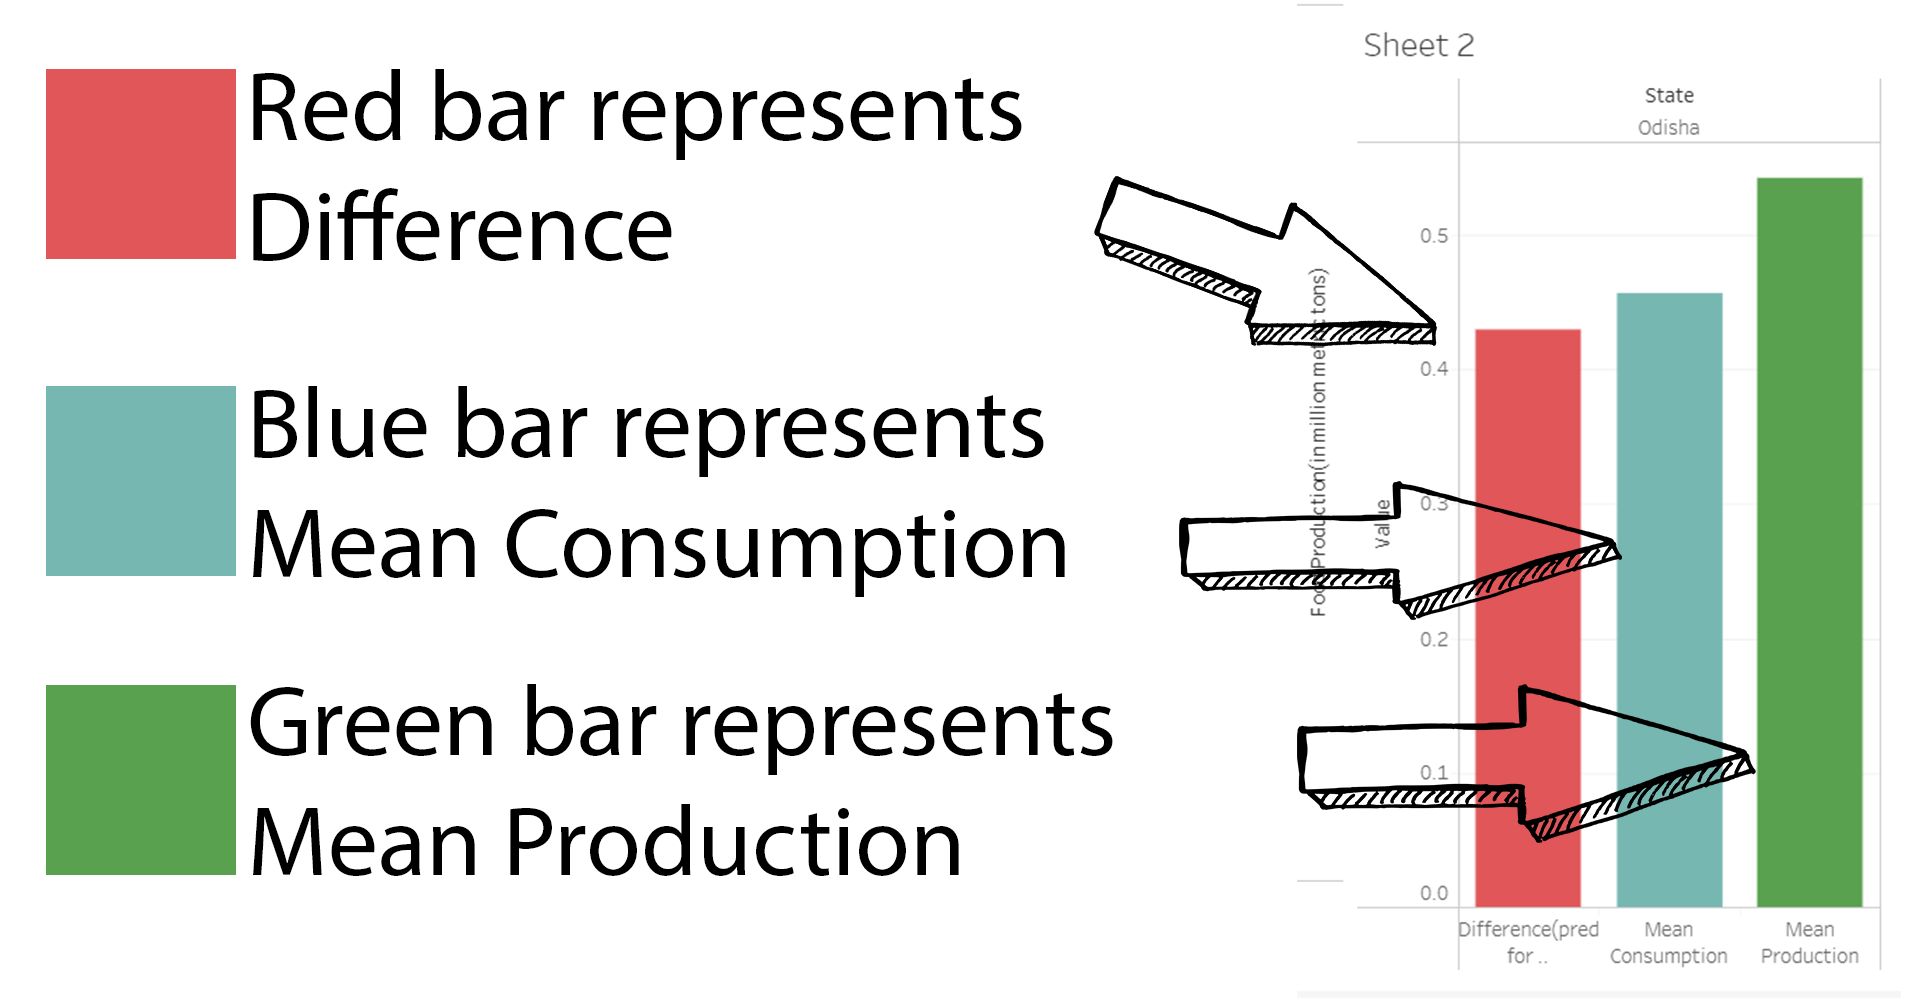 Red bar represents
Difference
Blue bar represents
Mean Consumption
Green bar represents
Mean Production
Sheet 2
State
Odisha
Food Production(in million metric tons)
Value
0.5
0.4
0.3
0.2
0.1
0.0
Difference(pred
for ..
Mean
Consumption
Mean
Production